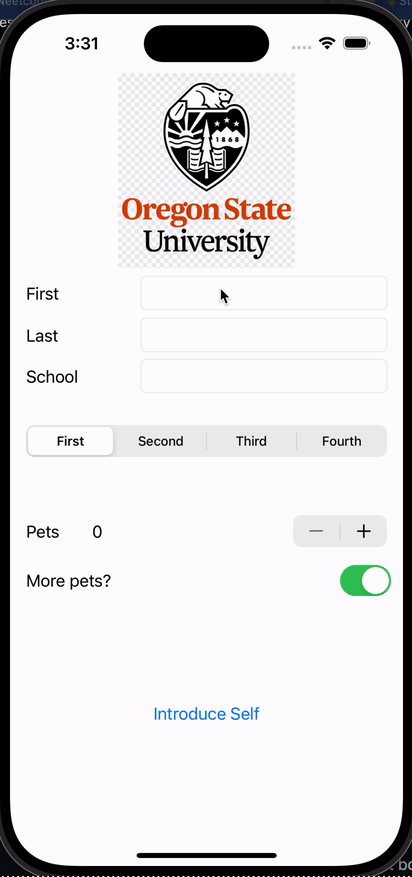 3:31
1868
Oregon State
University
First
Last
School
First Second Third Fourth
Pets 0
More pets?
Introduce Self